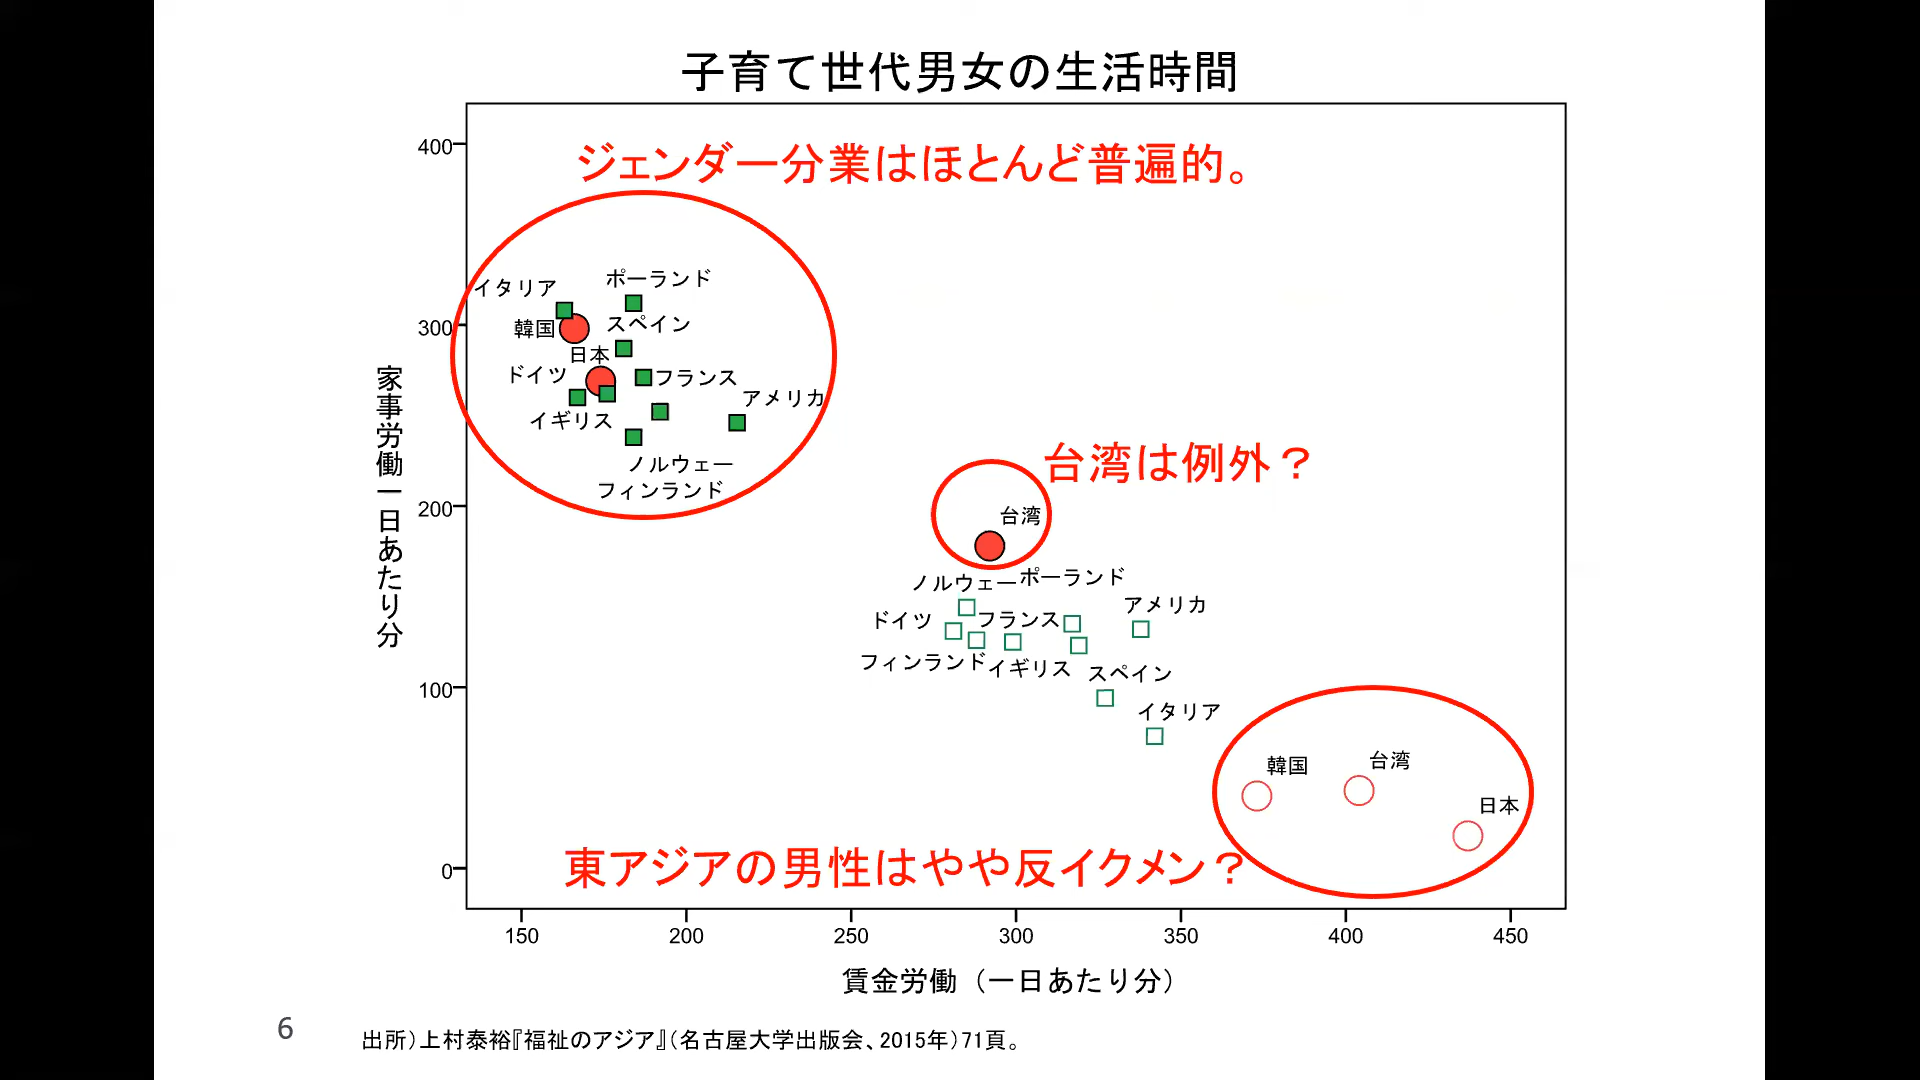 子育て世代男女の生活時間
ジェンダー分業はほとんど普遍的。
400
300
200
100
0
家事労働一日あたり分
イタリア
ポーランド
韓国
スペイン
日本
ドイツ
フランス
アメリカ
イギリス
ノルウェー
フィンランド
台湾は例外？
台湾
ノルウェー
ポーランド
アメリカ
ドイツ
フランス
フィンランド
イギリス
スペイン
イタリア
韓国
台湾
日本
東アジアの男性はやや反イクメン？
150 200 250 300 350 400 450
賃金労働（一日あたり分）
6
出所）上村泰裕『福祉のアジア』（名古屋大学出版会、2015年）71頁。